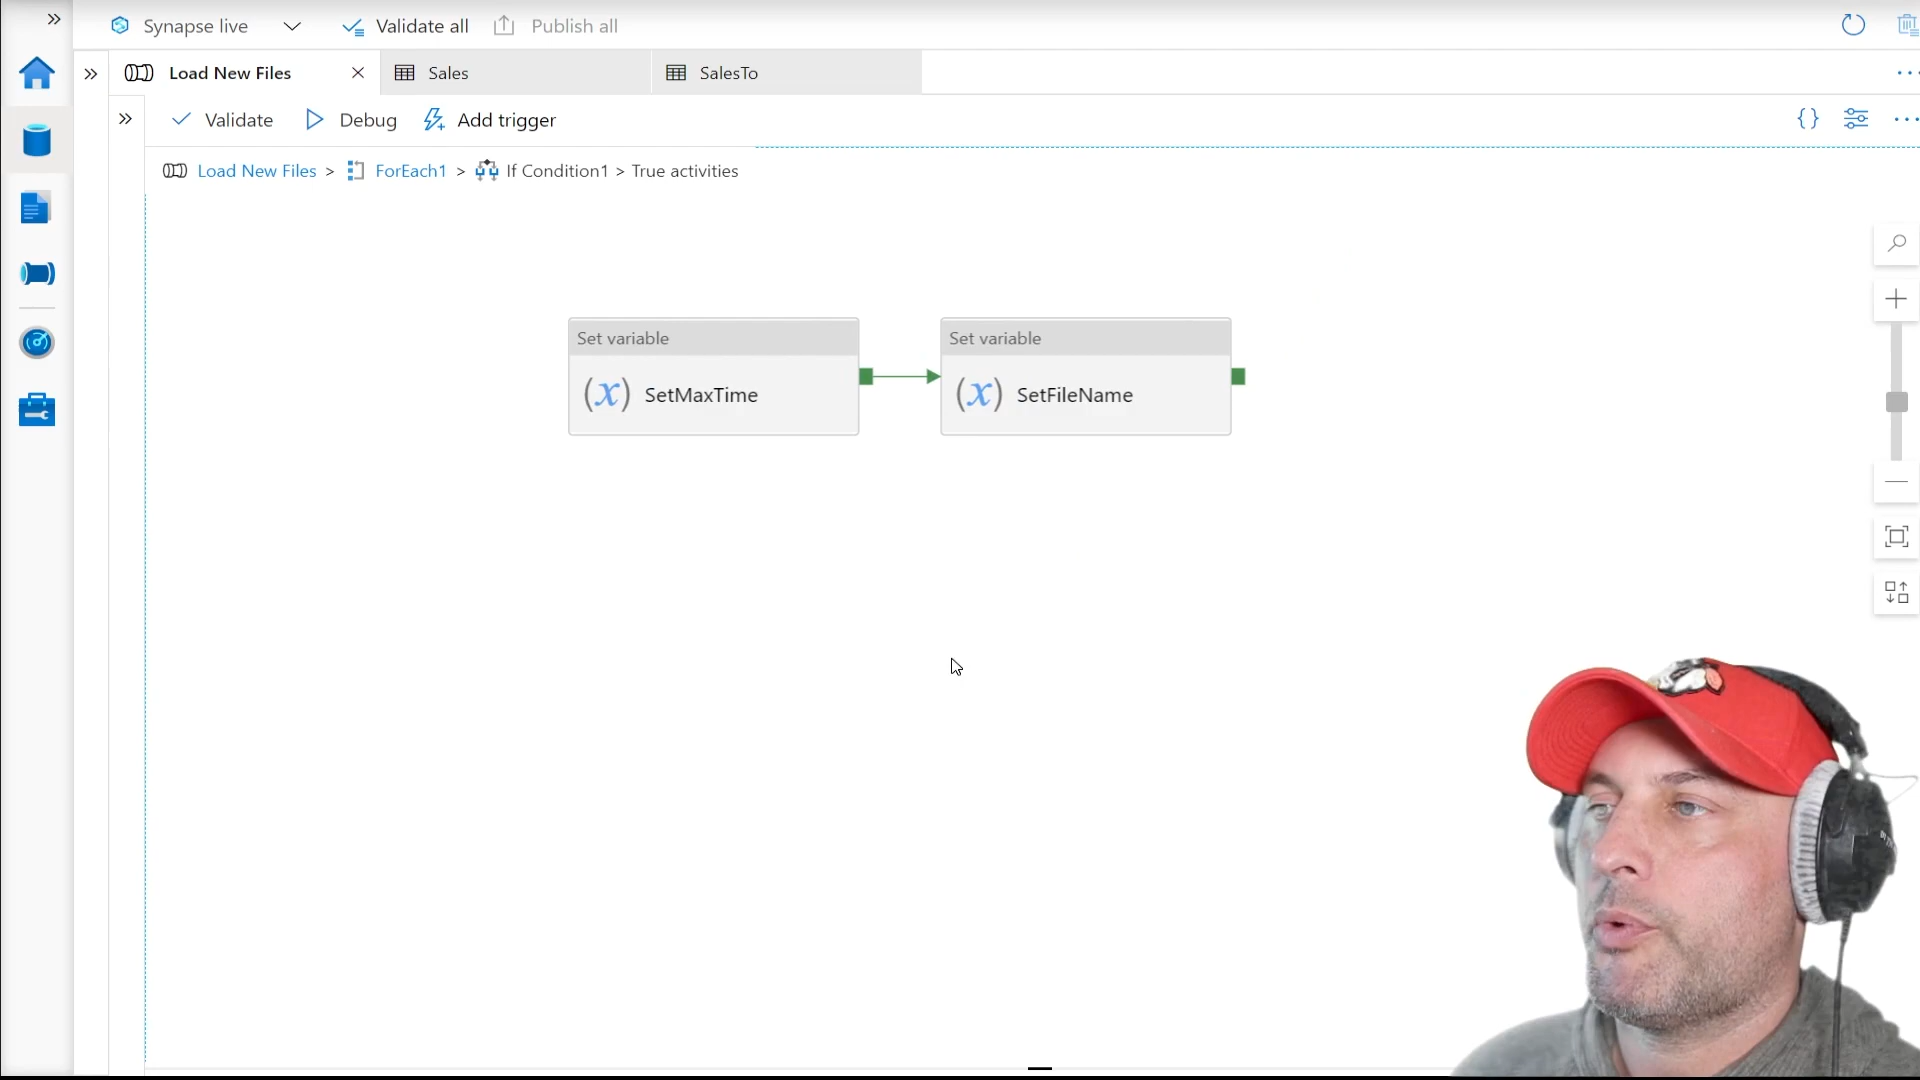 Synapse live
Validate all
Publish all
Load New Files
Sales
SalesTo
Validate
Debug
Add trigger
Load New Files > ForEach1 > If Condition1 > True activities
Set variable
(x) SetMaxTime
Set variable
(x) SetFileName